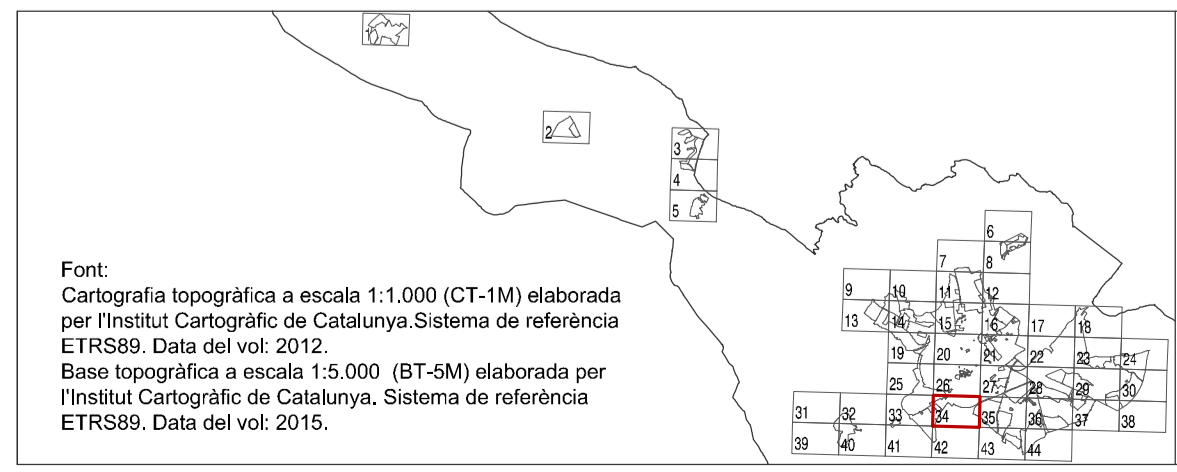 1
2
3
4
5
6
7 8
9 10 11 12
13 14 15 16 17 18
19 20 21 22 23 24
25 26 27 28 29 30
31 32 33 34 35 36 37 38
39 40 41 42 43 44
Font:
Cartografia topogràfica a escala 1:1.000 (CT-1M) elaborada
per l'Institut Cartogràfic de Catalunya.Sistema de referència
ETRS89. Data del vol: 2012.
Base topogràfica a escala 1:5.000 (BT-5M) elaborada per
l'Institut Cartogràfic de Catalunya. Sistema de referència
ETRS89. Data del vol: 2015.